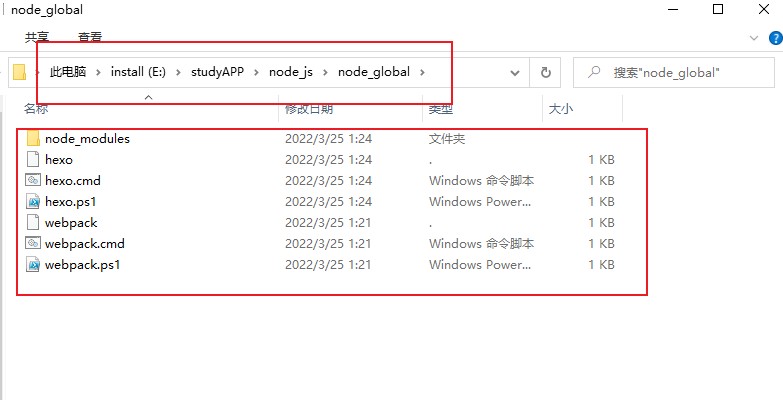 node_global
共享 查看
此电脑 install (E:) studyAPP node_js node_global 搜索"node_global"
名称 修改日期 类型 大小
node_modules 2022/3/25 1:24 文件夹
hexo 2022/3/25 1:24 . 1 KB
hexo.cmd 2022/3/25 1:24 Windows 命令脚本 1 KB
hexo.ps1 2022/3/25 1:24 Windows Power... 1 KB
webpack 2022/3/25 1:21 . 1 KB
webpack.cmd 2022/3/25 1:21 Windows 命令脚本 1 KB
webpack.ps1 2022/3/25 1:21 Windows Power... 1 KB